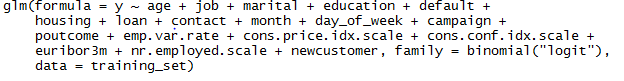 glm(formula = y ~ age + job + marital + education + default +
housing + loan + contact + month + day_of_week + campaign +
poutcome + emp.var.rate + cons.price.idx.scale + cons.conf.idx.scale +
euribor3m + nr.employed.scale + newcustomer, family = binomial("logit"),
data = training_set)